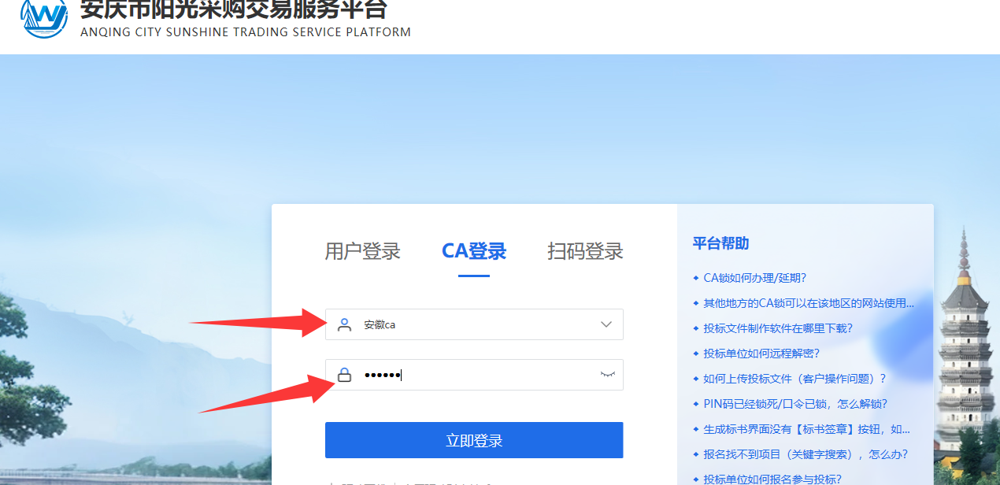 安庆市阳光采购交易服务平台
ANQING CITY SUNSHINE TRADING SERVICE PLATFORM
用户登录 CA登录 扫码登录
安徽ca
••••••
立即登录
平台帮助
CA锁如何办理/延期?
其他地方的CA锁可以在该地区的网站使用...
投标文件制作软件在哪里下载?
投标单位如何远程解密?
如何上传投标文件（客户操作问题）?
PIN码已经锁死/口令已锁，怎么解锁?
生成标书界面没有【标书签章】按钮，如...
报名找不到项目（关键字搜索），怎么办?
投标单位如何报名参与投标?